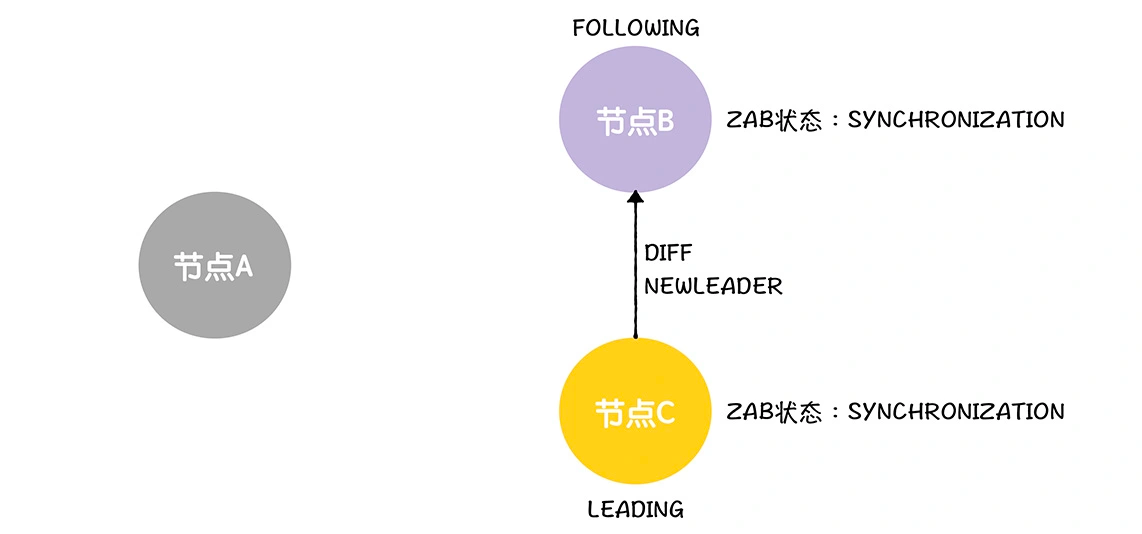 FOLLOWING
节点B
ZAB状态：SYNCHRONIZATION
节点A
DIFF
NEWLEADER
节点C
ZAB状态：SYNCHRONIZATION
LEADING